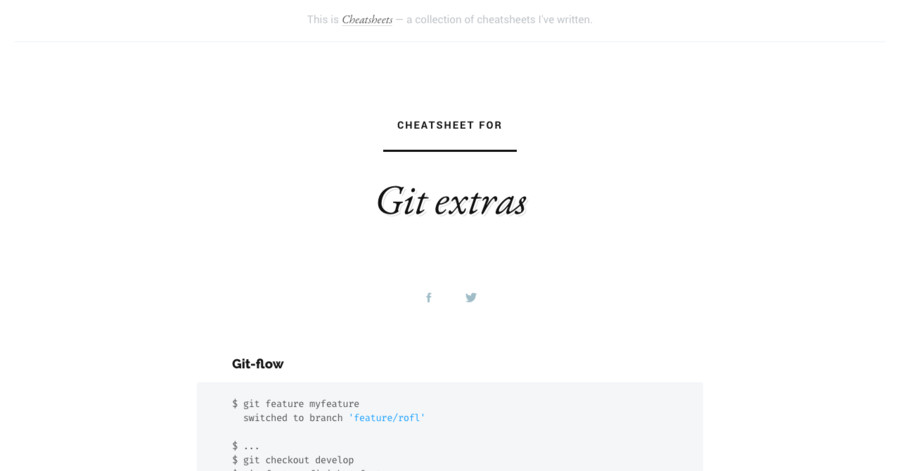 This is Cheatsheets — a collection of cheatsheets I've written.
CHEATSHEET FOR
Git extras
Git-flow
$ git feature myfeature
switched to branch 'feature/rofl'
$ ...
$ git checkout develop